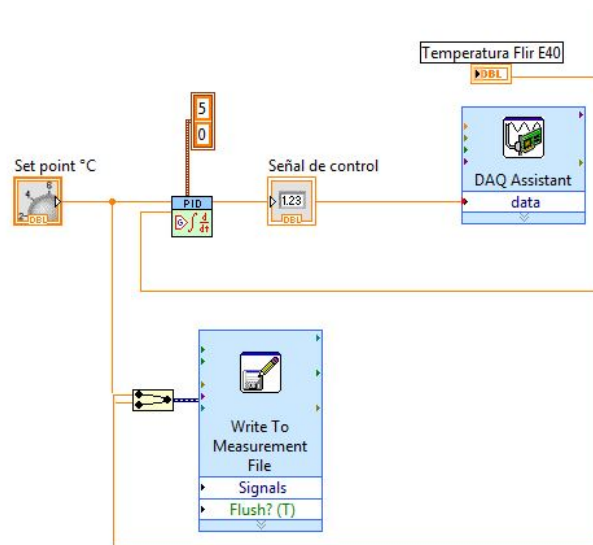 Temperatura Flir E40
DBL
5
0
Set point °C
2
4
6
DBL
PID
d
dt
Señal de control
1.23
DBL
DAQ Assistant
data
Write To
Measurement
File
Signals
Flush? (T)